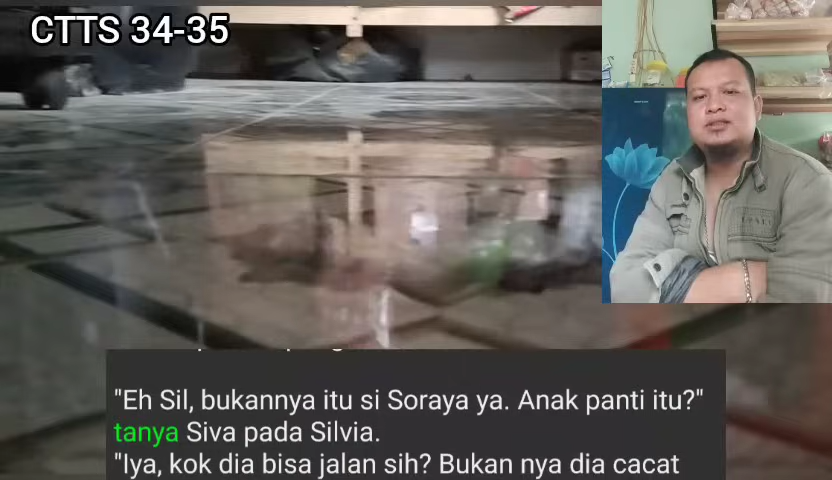 CTTS 34-35
"Eh Sil, bukannya itu si Soraya ya. Anak panti itu?"
tanya Siva pada Silvia.
"Iya, kok dia bisa jalan sih? Bukan nya dia cacat